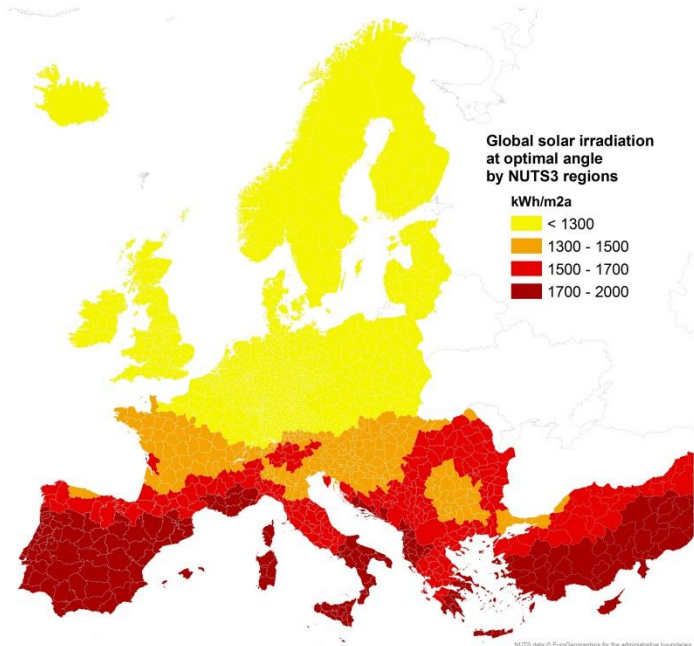 Global solar irradiation
at optimal angle
by NUTS3 regions
kWh/m2a
< 1300
1300 - 1500
1500 - 1700
1700 - 2000
NUTS data © EuroGeographics for the administrative boundaries